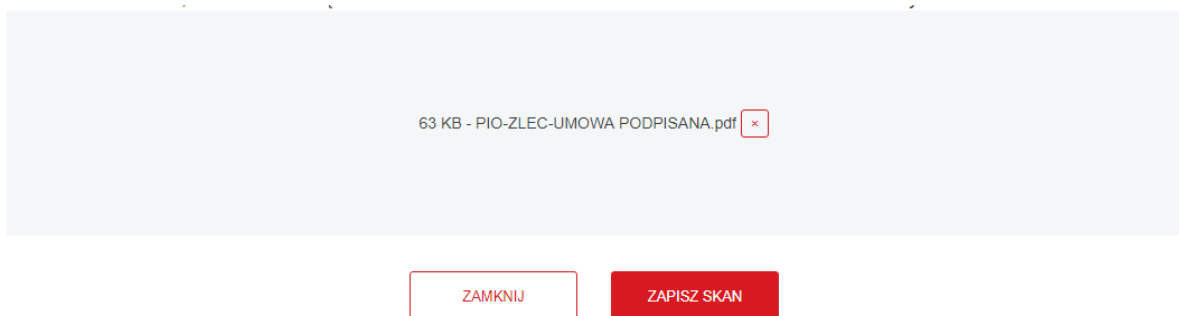 63 KB - PIO-ZLEC-UMOWA PODPISANA.pdf ×
ZAMKNIJ
ZAPISZ SKAN